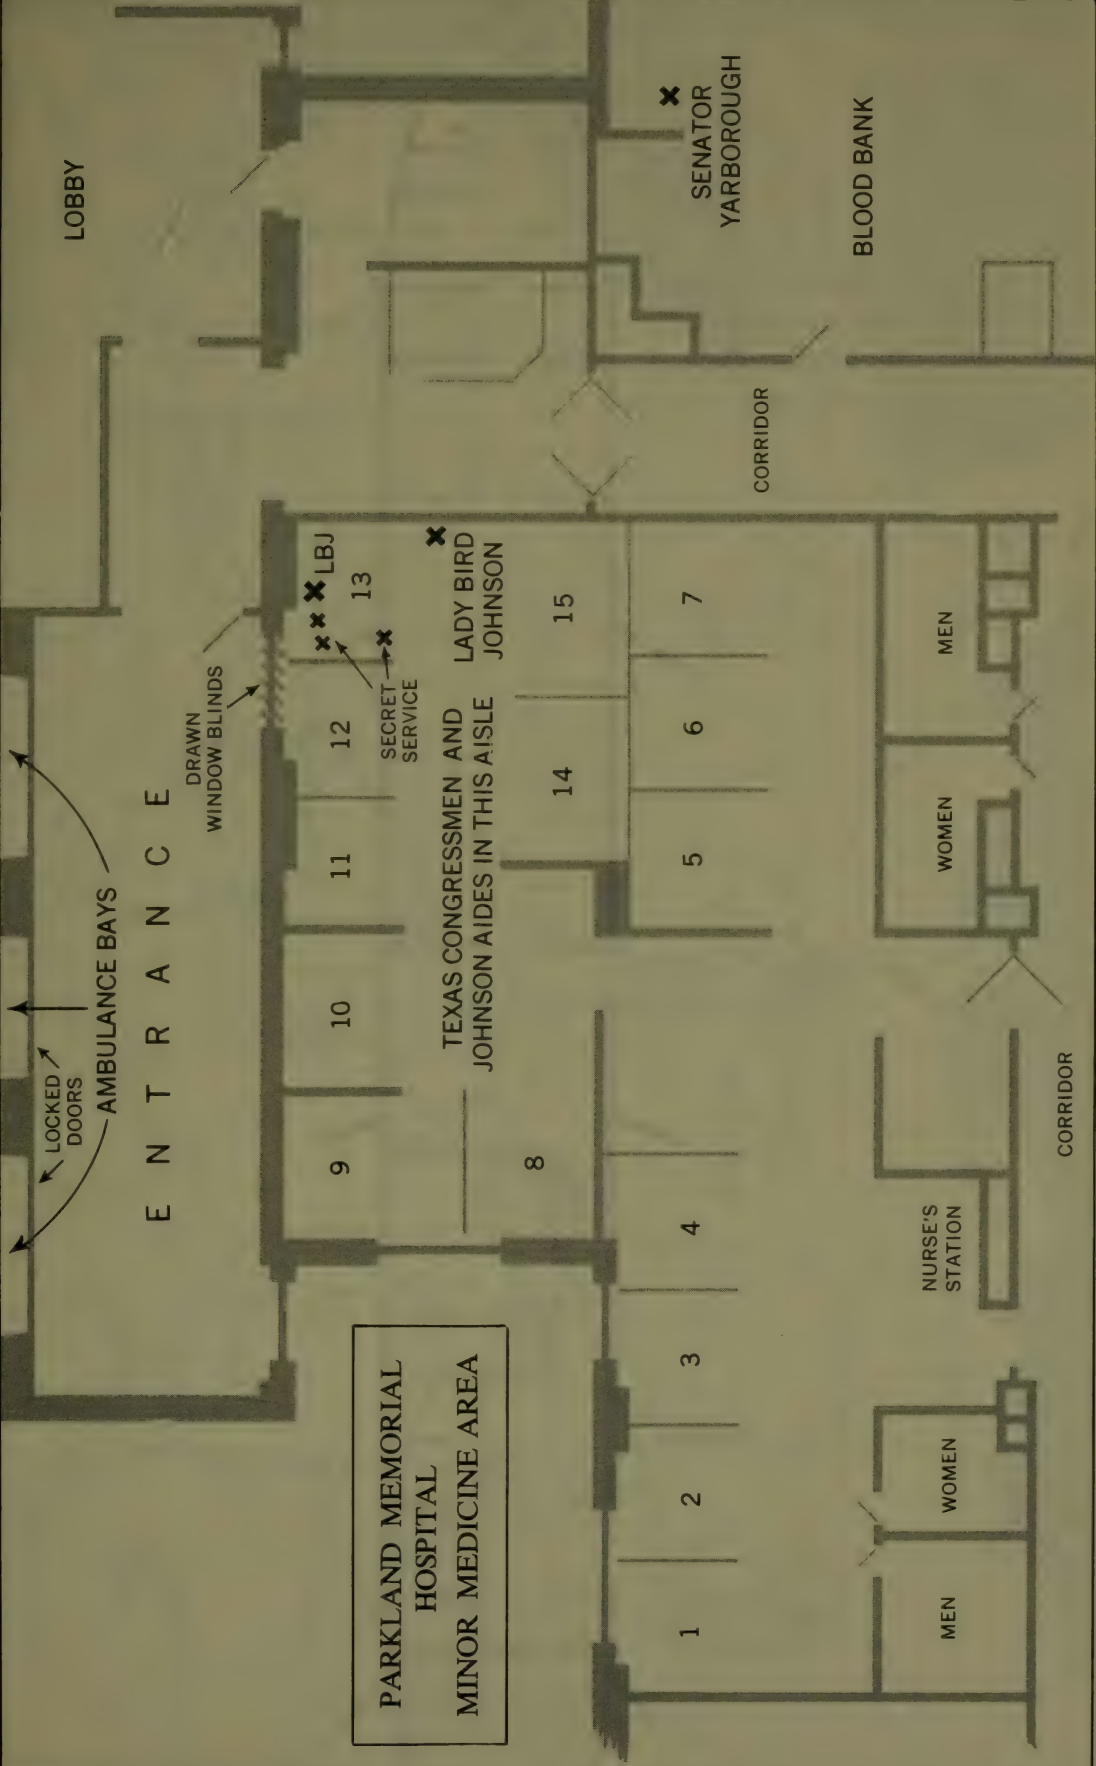 LOBBY
SENATOR
YARBOROUGH
BLOOD BANK
CORRIDOR
LOCKED
DOORS
AMBULANCE BAYS
ENTRANCE
DRAWN
WINDOW BLINDS
LBJ
SECRET
SERVICE
LADY BIRD
JOHNSON
TEXAS CONGRESSMEN AND
JOHNSON AIDES IN THIS AISLE
9
10
11
12
13
8
14
15
1
2
3
4
5
6
7
MEN
WOMEN
NURSE'S
STATION
WOMEN
MEN
CORRIDOR
PARKLAND MEMORIAL
HOSPITAL
MINOR MEDICINE AREA